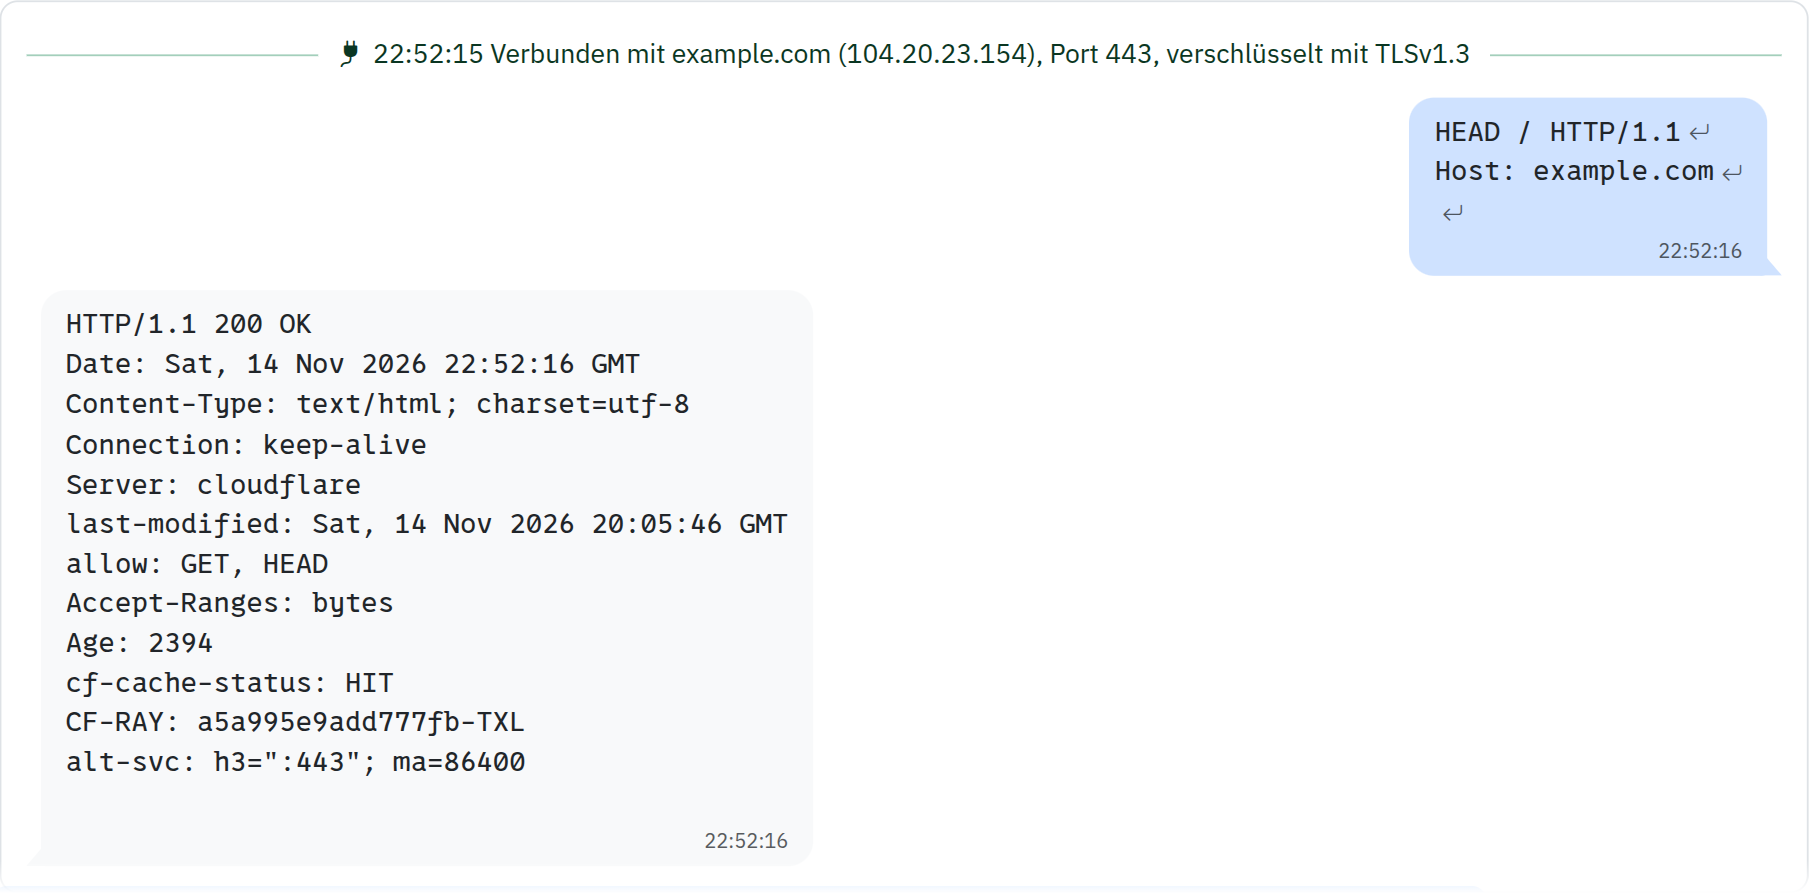 22:52:15 Verbunden mit example.com (104.20.23.154), Port 443, verschlüsselt mit TLSv1.3
HEAD / HTTP/1.1 ↵
Host: example.com ↵
↵
22:52:16
HTTP/1.1 200 OK
Date: Sat, 14 Nov 2026 22:52:16 GMT
Content-Type: text/html; charset=utf-8
Connection: keep-alive
Server: cloudflare
last-modified: Sat, 14 Nov 2026 20:05:46 GMT
allow: GET, HEAD
Accept-Ranges: bytes
Age: 2394
cf-cache-status: HIT
CF-RAY: a5a995e9add777fb-TXL
alt-svc: h3=":443"; ma=86400
22:52:16